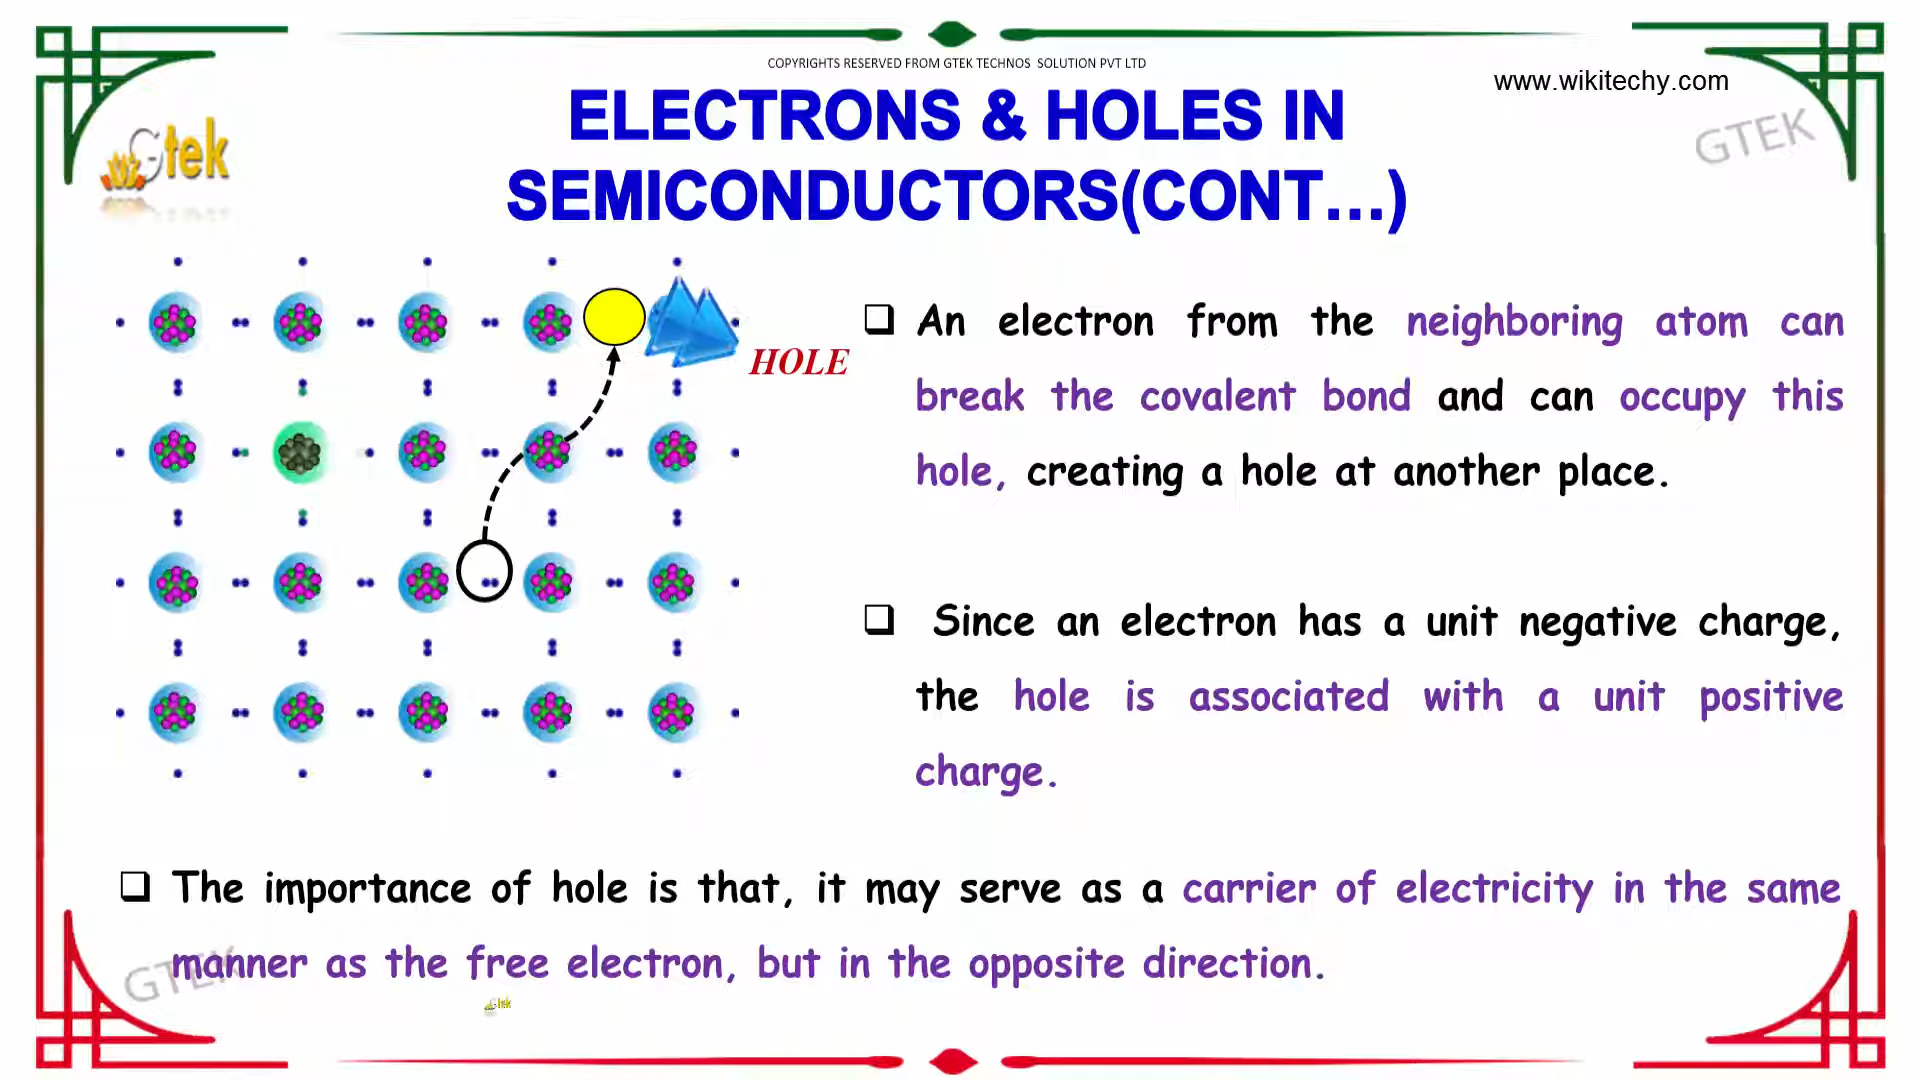 COPYRIGHTS RESERVED FROM GTEK TECHNOS SOLUTION PVT LTD
www.wikitechy.com
ELECTRONS & HOLES IN
SEMICONDUCTORS(CONT...)
Gtek
GTEK
HOLE
An electron from the neighboring atom can
break the covalent bond and can occupy this
hole, creating a hole at another place.
Since an electron has a unit negative charge,
the hole is associated with a unit positive
charge.
The importance of hole is that, it may serve as a carrier of electricity in the same
manner as the free electron, but in the opposite direction.
GTEK
Gtek